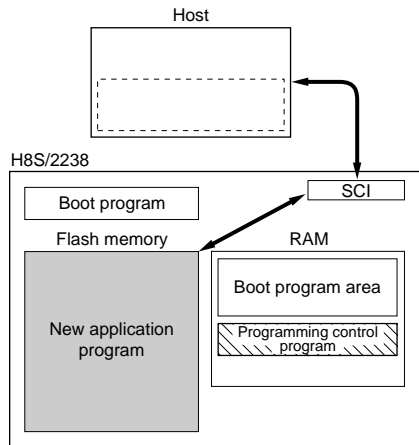 Host
H8S/2238
SCI
Boot program
Flash memory
RAM
Boot program area
New application
program
Programming control
program